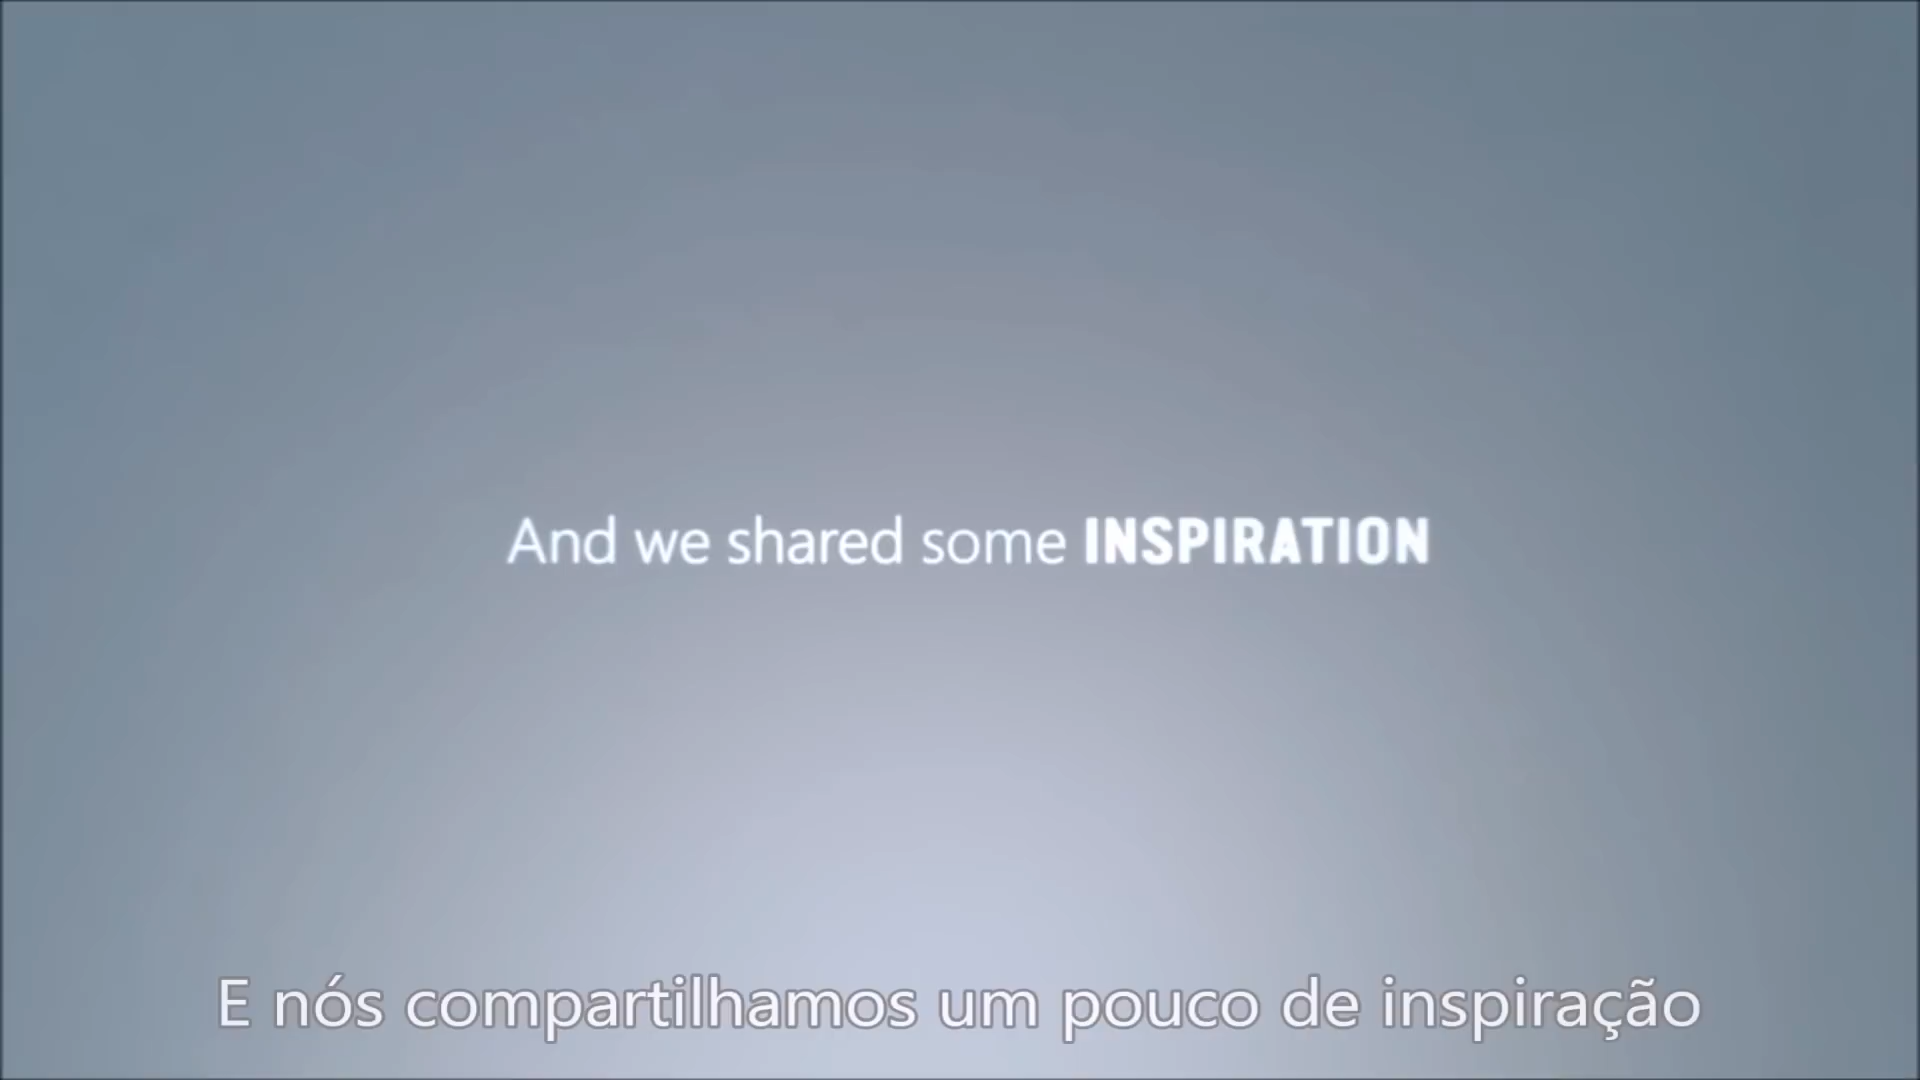 And we shared some INSPIRATION
E nós compartilhamos um pouco de inspiração